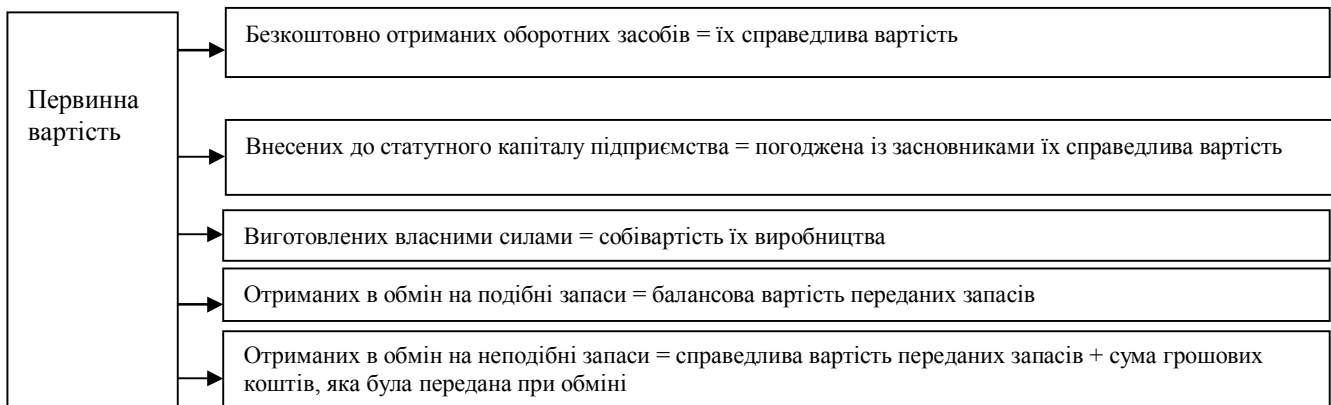 Безкоштовно отриманих оборотних засобів = їх справедлива вартість
Первинна
вартість
Внесених до статутного капіталу підприємства = погоджена із засновниками їх справедлива вартість
Виготовлених власними силами = собівартість їх виробництва
Отриманих в обмін на подібні запаси = балансова вартість переданих запасів
Отриманих в обмін на неподібні запаси = справедлива вартість переданих запасів + сума грошових
коштів, яка була передана при обміні